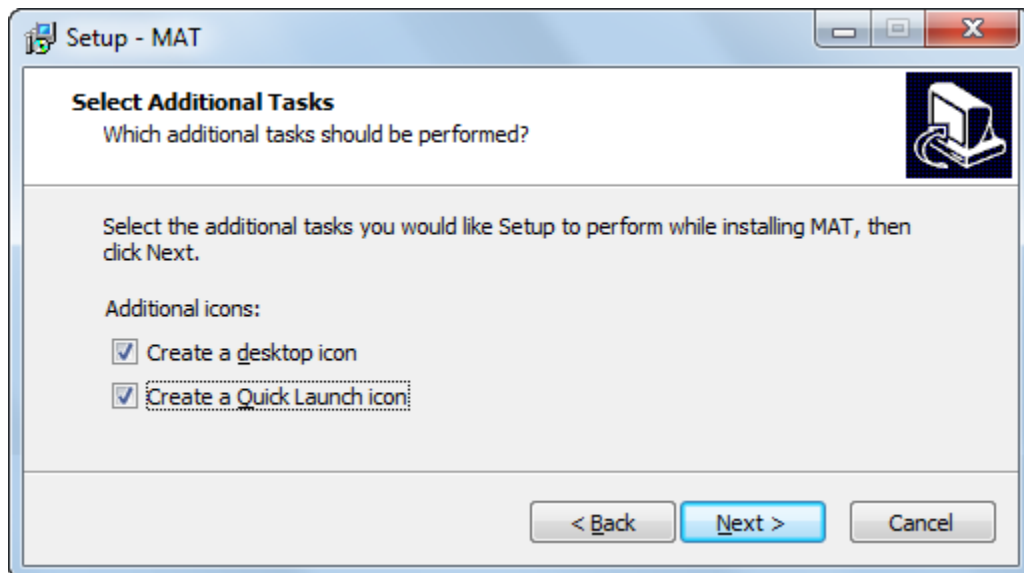 Setup - MAT
Select Additional Tasks
Which additional tasks should be performed?
Select the additional tasks you would like Setup to perform while installing MAT, then
click Next.
Additional icons:
Create a desktop icon
Create a Quick Launch icon
< Back
Next >
Cancel